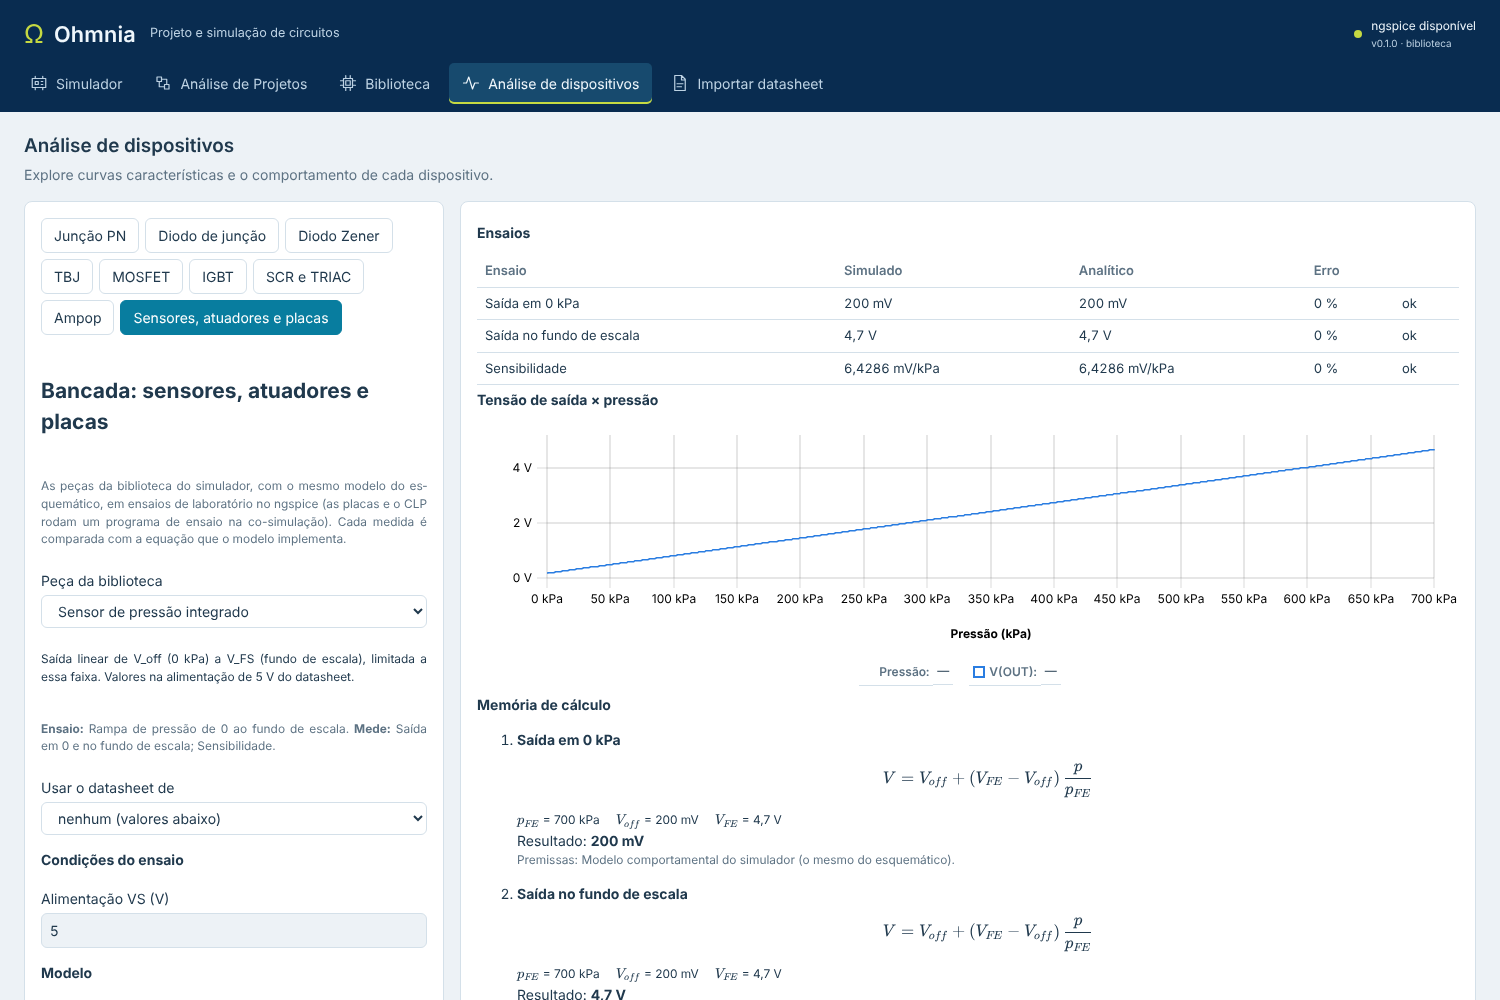 Ω Ohmnia
Projeto e simulação de circuitos
ngspice disponível
v0.1.0 · biblioteca
Simulador
Análise de Projetos
Biblioteca
Análise de dispositivos
Importar datasheet
Análise de dispositivos
Explore curvas características e o comportamento de cada dispositivo.
Junção PN
Diodo de junção
Diodo Zener
TBJ
MOSFET
IGBT
SCR e TRIAC
Ampop
Sensores, atuadores e placas
Bancada: sensores, atuadores e
placas
As peças da biblioteca do simulador, com o mesmo modelo do es-
quemático, em ensaios de laboratório no ngspice (as placas e o CLP
rodam um programa de ensaio na co-simulação). Cada medida é
comparada com a equação que o modelo implementa.
Peça da biblioteca
Sensor de pressão integrado
Saída linear de V_off (0 kPa) a V_FS (fundo de escala), limitada a
essa faixa. Valores na alimentação de 5 V do datasheet.
Ensaio: Rampa de pressão de 0 ao fundo de escala. Mede: Saída
em 0 e no fundo de escala; Sensibilidade.
Usar o datasheet de
nenhum (valores abaixo)
Condições do ensaio
Alimentação VS (V)
5
Modelo
Ensaios
Ensaio Simulado Analítico Erro
Saída em 0 kPa 200 mV 200 mV 0 % ok
Saída no fundo de escala 4,7 V 4,7 V 0 % ok
Sensibilidade 6,4286 mV/kPa 6,4286 mV/kPa 0 % ok
Tensão de saída × pressão
4 V
2 V
0 V
0 kPa 50 kPa 100 kPa 150 kPa 200 kPa 250 kPa 300 kPa 350 kPa 400 kPa 450 kPa 500 kPa 550 kPa 600 kPa 650 kPa 700 kPa
Pressão (kPa)
Pressão: — V(OUT): —
Memória de cálculo
1. Saída em 0 kPa
V = V_off + (V_FE − V_off) p / p_FE
p_FE = 700 kPa V_off = 200 mV V_FE = 4,7 V
Resultado: 200 mV
Premissas: Modelo comportamental do simulador (o mesmo do esquemático).
2. Saída no fundo de escala
V = V_off + (V_FE − V_off) p / p_FE
p_FE = 700 kPa V_off = 200 mV V_FE = 4,7 V
Resultado: 4,7 V